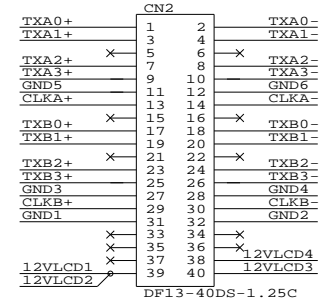 CN2
TXA0+ 1 2 TXA0-
TXA1+ 3 4 TXA1-
5 6
TXA2+ 7 8 TXA2-
TXA3+ 9 10 TXA3-
GND5 11 12 GND6
CLKA+ 13 14 CLKA-
15 16
TXB0+ 17 18 TXB0-
TXB1+ 19 20 TXB1-
21 22
TXB2+ 23 24 TXB2-
TXB3+ 25 26 TXB3-
GND3 27 28 GND4
CLKB+ 29 30 CLKB-
GND1 31 32 GND2
33 34
35 36
37 38 12VLCD4
12VLCD1 39 40 12VLCD3
12VLCD2
DF13-40DS-1.25C